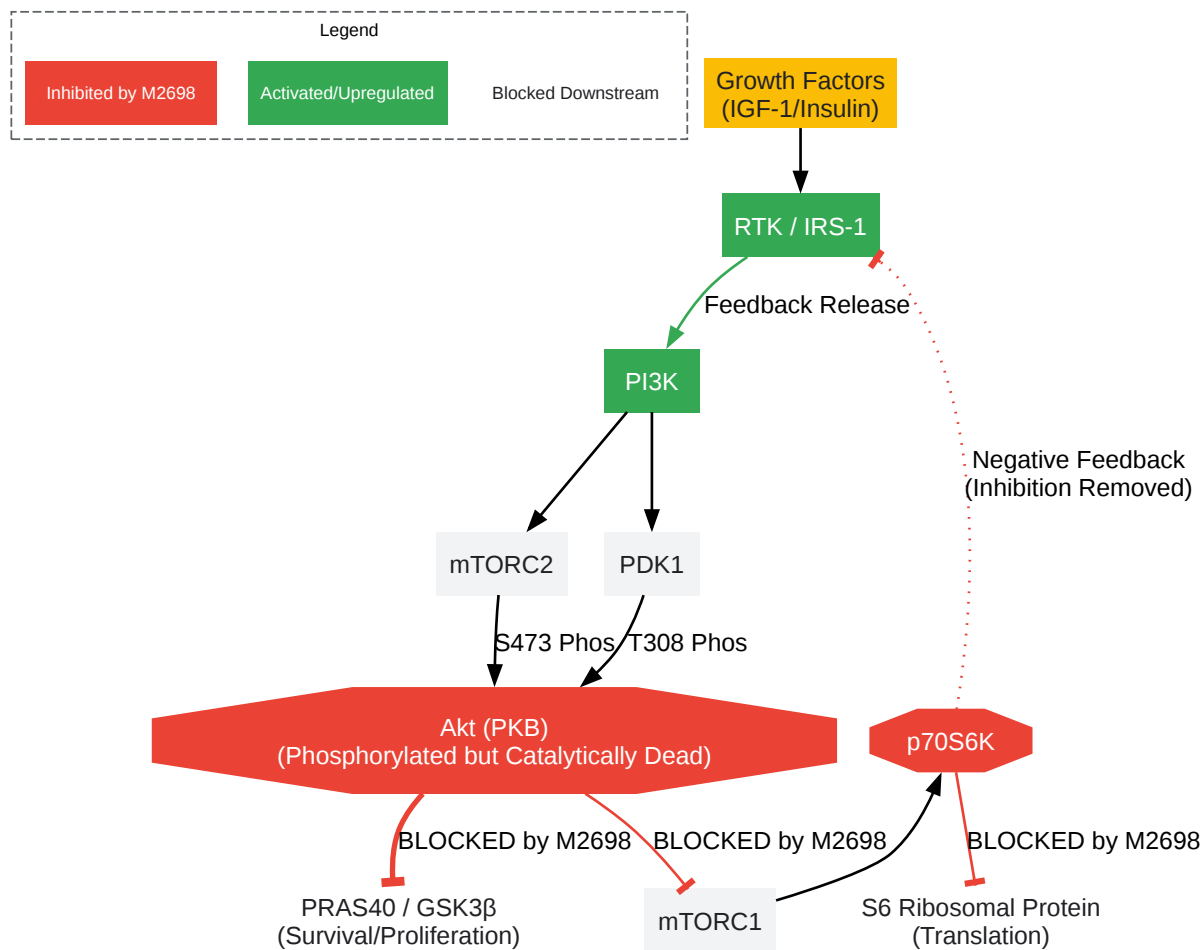 Legend
Inhibited by M2698
Activated/Upregulated
Blocked Downstream
Growth Factors
(IGF-1/Insulin)
RTK / IRS-1
Feedback Release
PI3K
Negative Feedback
(Inhibition Removed)
mTORC2
PDK1
S473 Phos
T308 Phos
Akt (PKB)
(Phosphorylated but Catalytically Dead)
p70S6K
BLOCKED by M2698
BLOCKED by M2698
BLOCKED by M2698
PRAS40 / GSK3β
(Survival/Proliferation)
mTORC1
S6 Ribosomal Protein
(Translation)